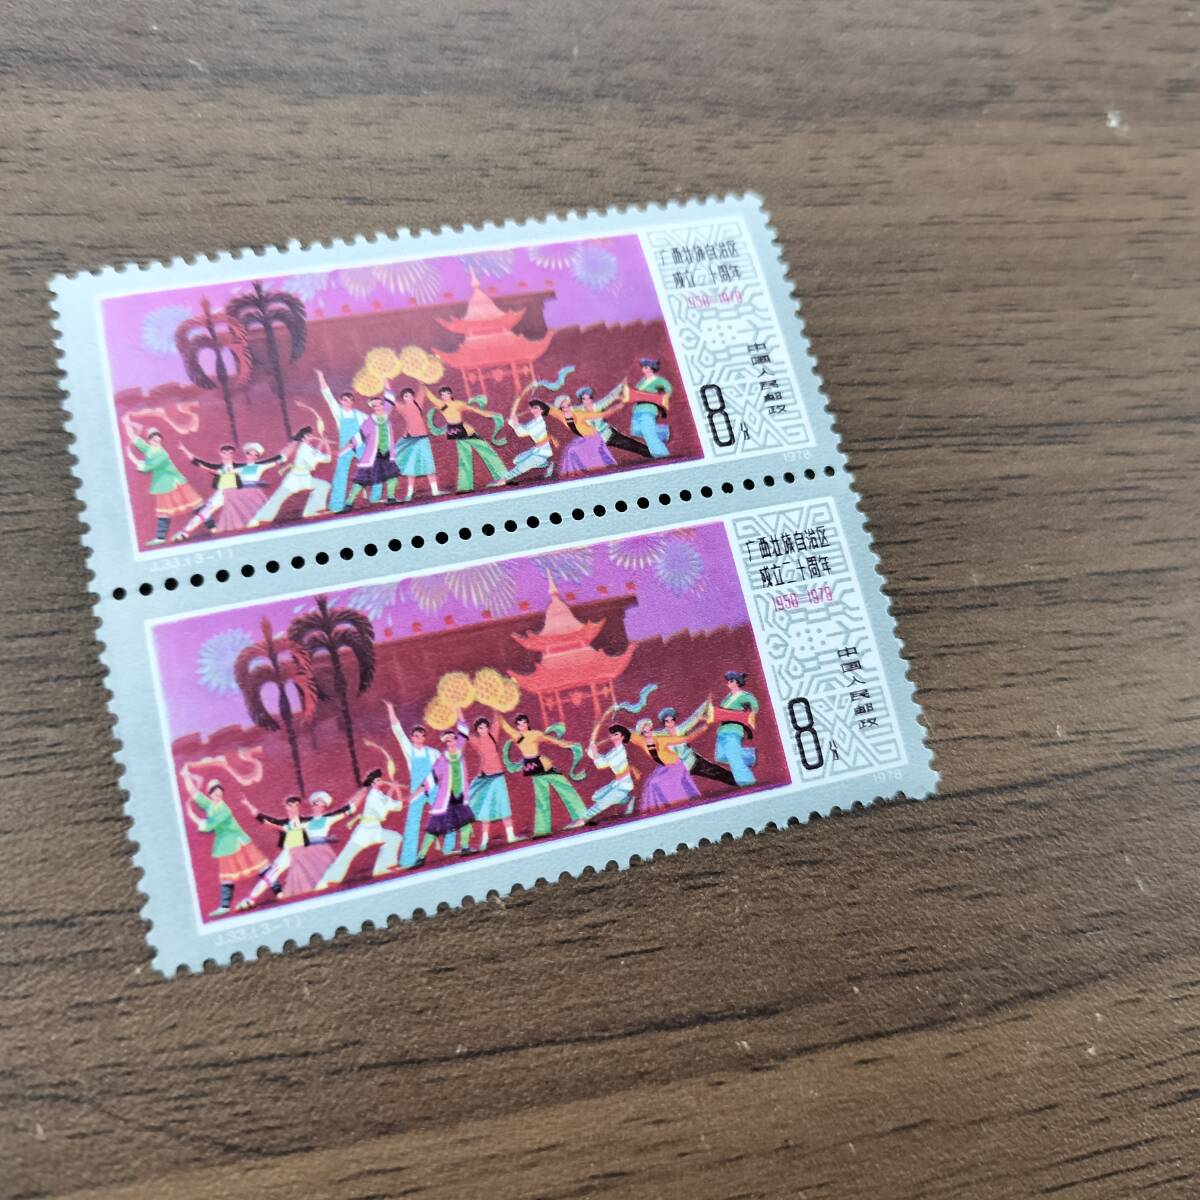 广西壮族自治区
成立二十周年
1958-1978
中国人民邮政
8分
1978
J.33.(3-1)
广西壮族自治区
成立二十周年
1958-1978
中国人民邮政
8分
1978
J.33.(3-1)